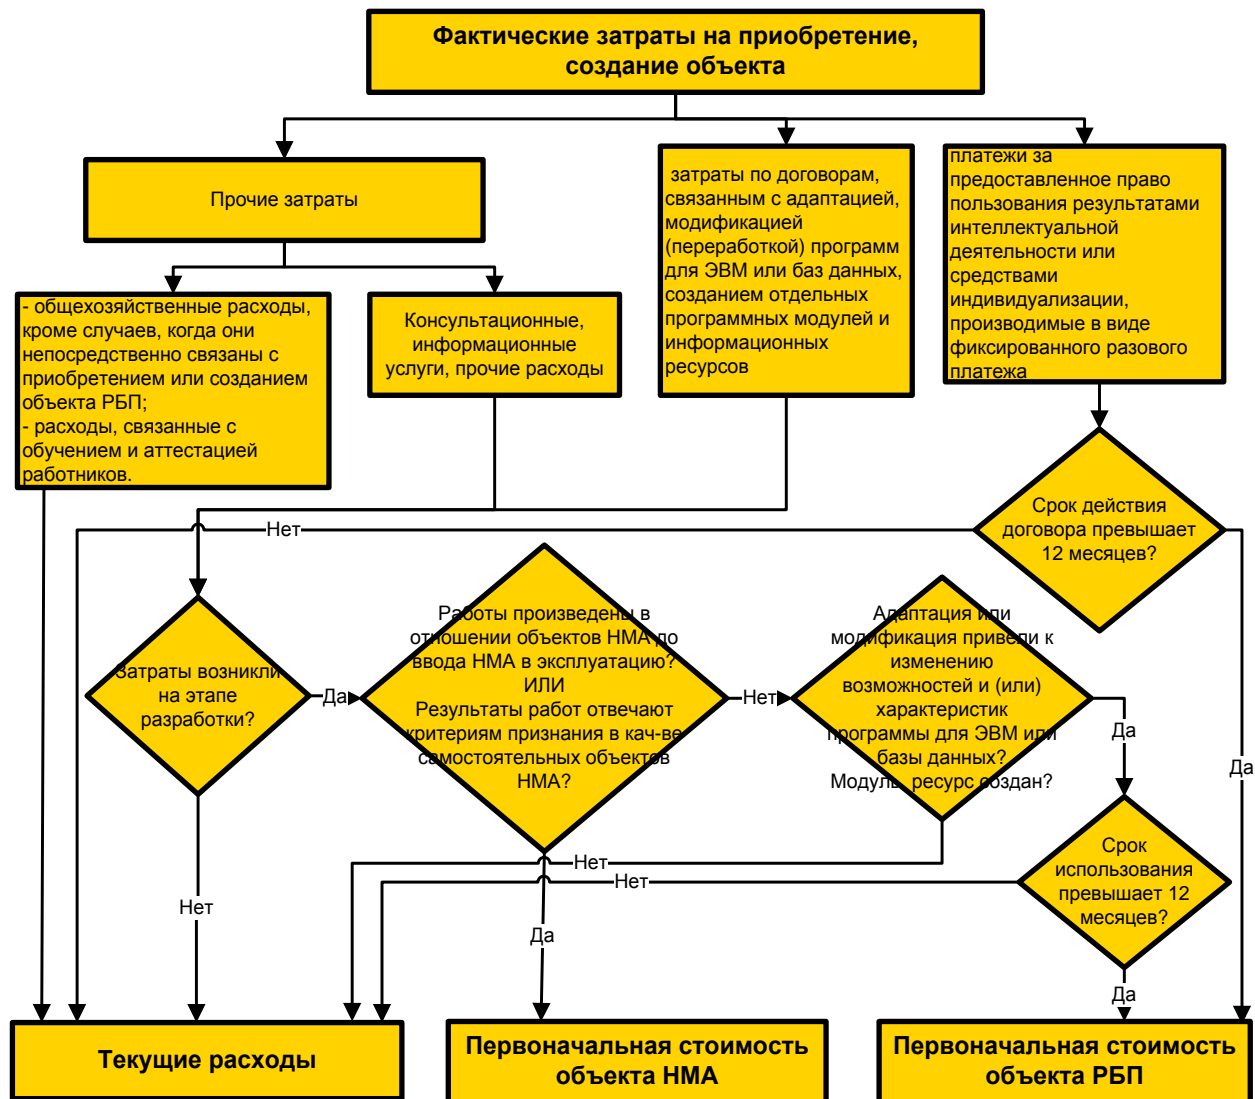 Фактические затраты на приобретение,
создание объекта
Прочие затраты
затраты по договорам,
связанным с адаптацией,
модификацией
(переработкой) программ
для ЭВМ или баз данных,
созданием отдельных
программных модулей и
информационных
ресурсов
платежи за
предоставленное право
пользования результатами
интеллектуальной
деятельности или
средствами
индивидуализации,
производимые в виде
фиксированного разового
платежа
- общехозяйственные расходы,
кроме случаев, когда они
непосредственно связаны с
приобретением или созданием
объекта РБП;
- расходы, связанные с
обучением и аттестацией
работников.
Консультационные,
информационные
услуги, прочие расходы
Срок действия
договора превышает
12 месяцев?
Нет
Да
Затраты возникли
на этапе
разработки?
Да
Нет
Работы произведены в
отношении объектов НМА до
ввода НМА в эксплуатацию?
ИЛИ
Результаты работ отвечают
критериям признания в кач-ве
самостоятельных объектов
НМА?
Нет
Да
Адаптация или
модификация привели к
изменению
возможностей и (или)
характеристик
программы для ЭВМ или
базы данных?
Модуль, ресурс создан?
Да
Нет
Срок
использования
превышает 12
месяцев?
Нет
Да
Текущие расходы
Первоначальная стоимость
объекта НМА
Первоначальная стоимость
объекта РБП